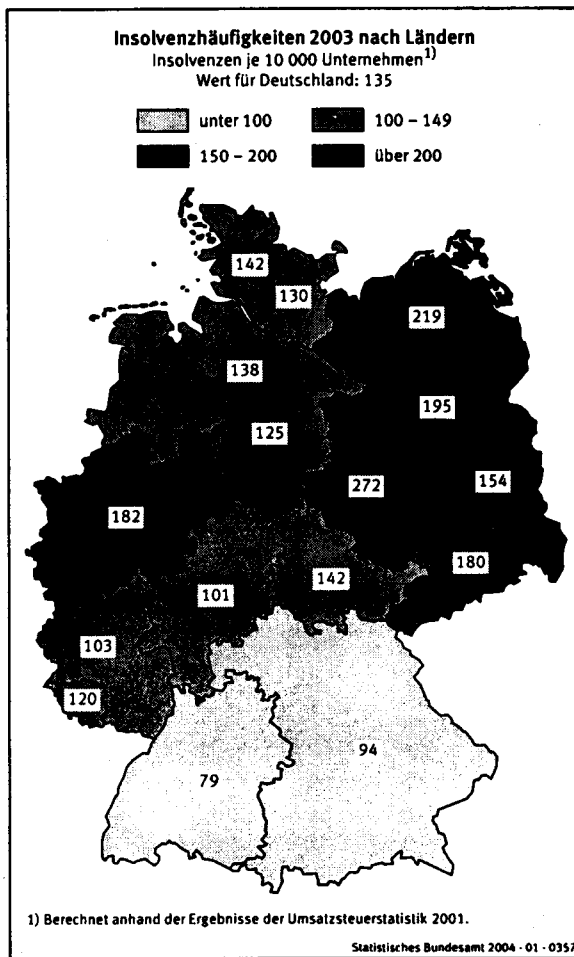 Insolvenzhäufigkeiten 2003 nach Ländern
Insolvenzen je 10 000 Unternehmen1)
Wert für Deutschland: 135
unter 100
100 – 149
150 – 200
über 200
142
130
219
138
195
125
272
154
182
180
142
101
103
120
94
79
1) Berechnet anhand der Ergebnisse der Umsatzsteuerstatistik 2001.
Statistisches Bundesamt 2004 - 01 - 0357